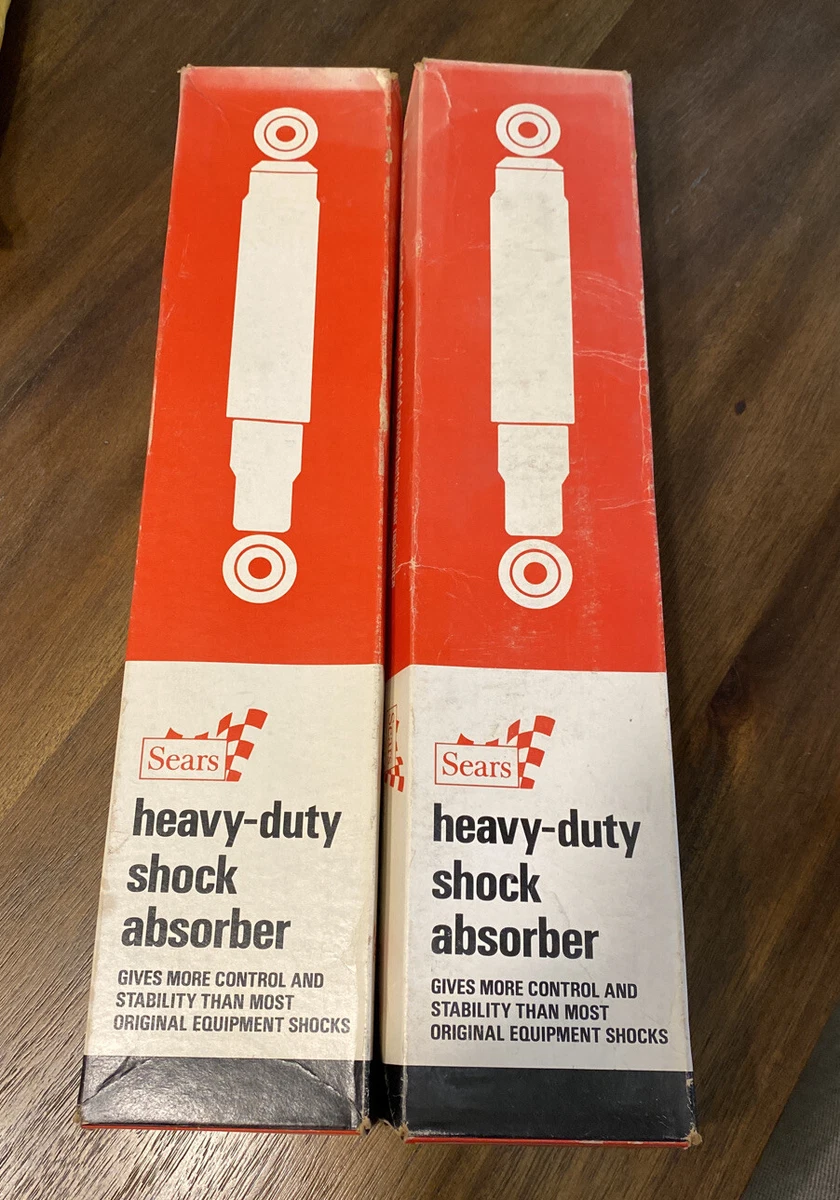 Sears
heavy-duty
shock
absorber
GIVES MORE CONTROL AND
STABILITY THAN MOST
ORIGINAL EQUIPMENT SHOCKS
Sears
heavy-duty
shock
absorber
GIVES MORE CONTROL AND
STABILITY THAN MOST
ORIGINAL EQUIPMENT SHOCKS